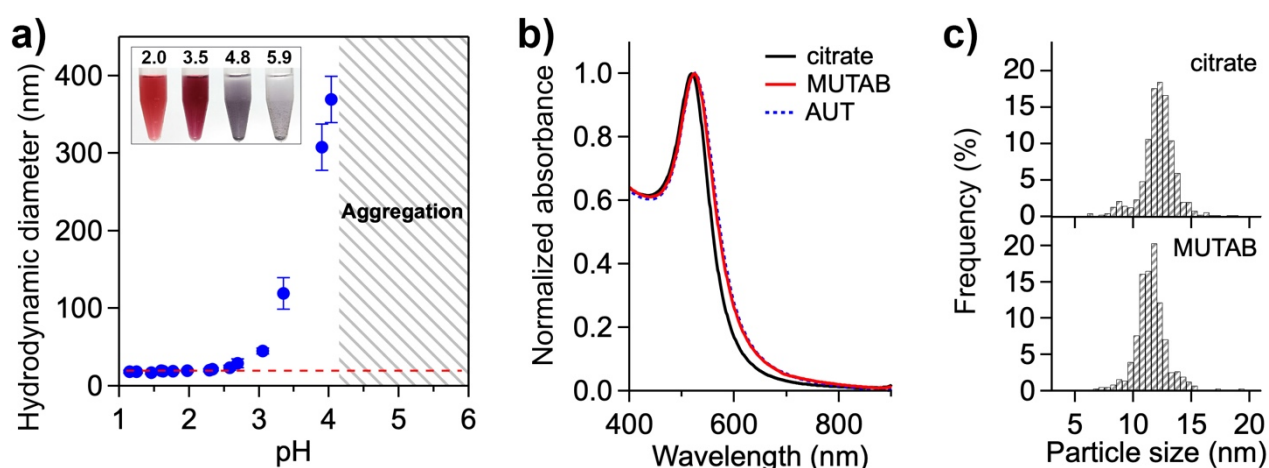 a)
Hydrodynamic diameter (nm)
400
300
200
100
0
2.0 3.5 4.8 5.9
Aggregation
1 2 3 4 5 6
pH
b)
Normalized absorbance
1.0
0.8
0.6
0.4
0.2
0
citrate
MUTAB
AUT
400 600 800
Wavelength (nm)
c)
Frequency (%)
20
15
10
5
0
citrate
20
15
10
5
0
MUTAB
5 10 15 20
Particle size (nm)